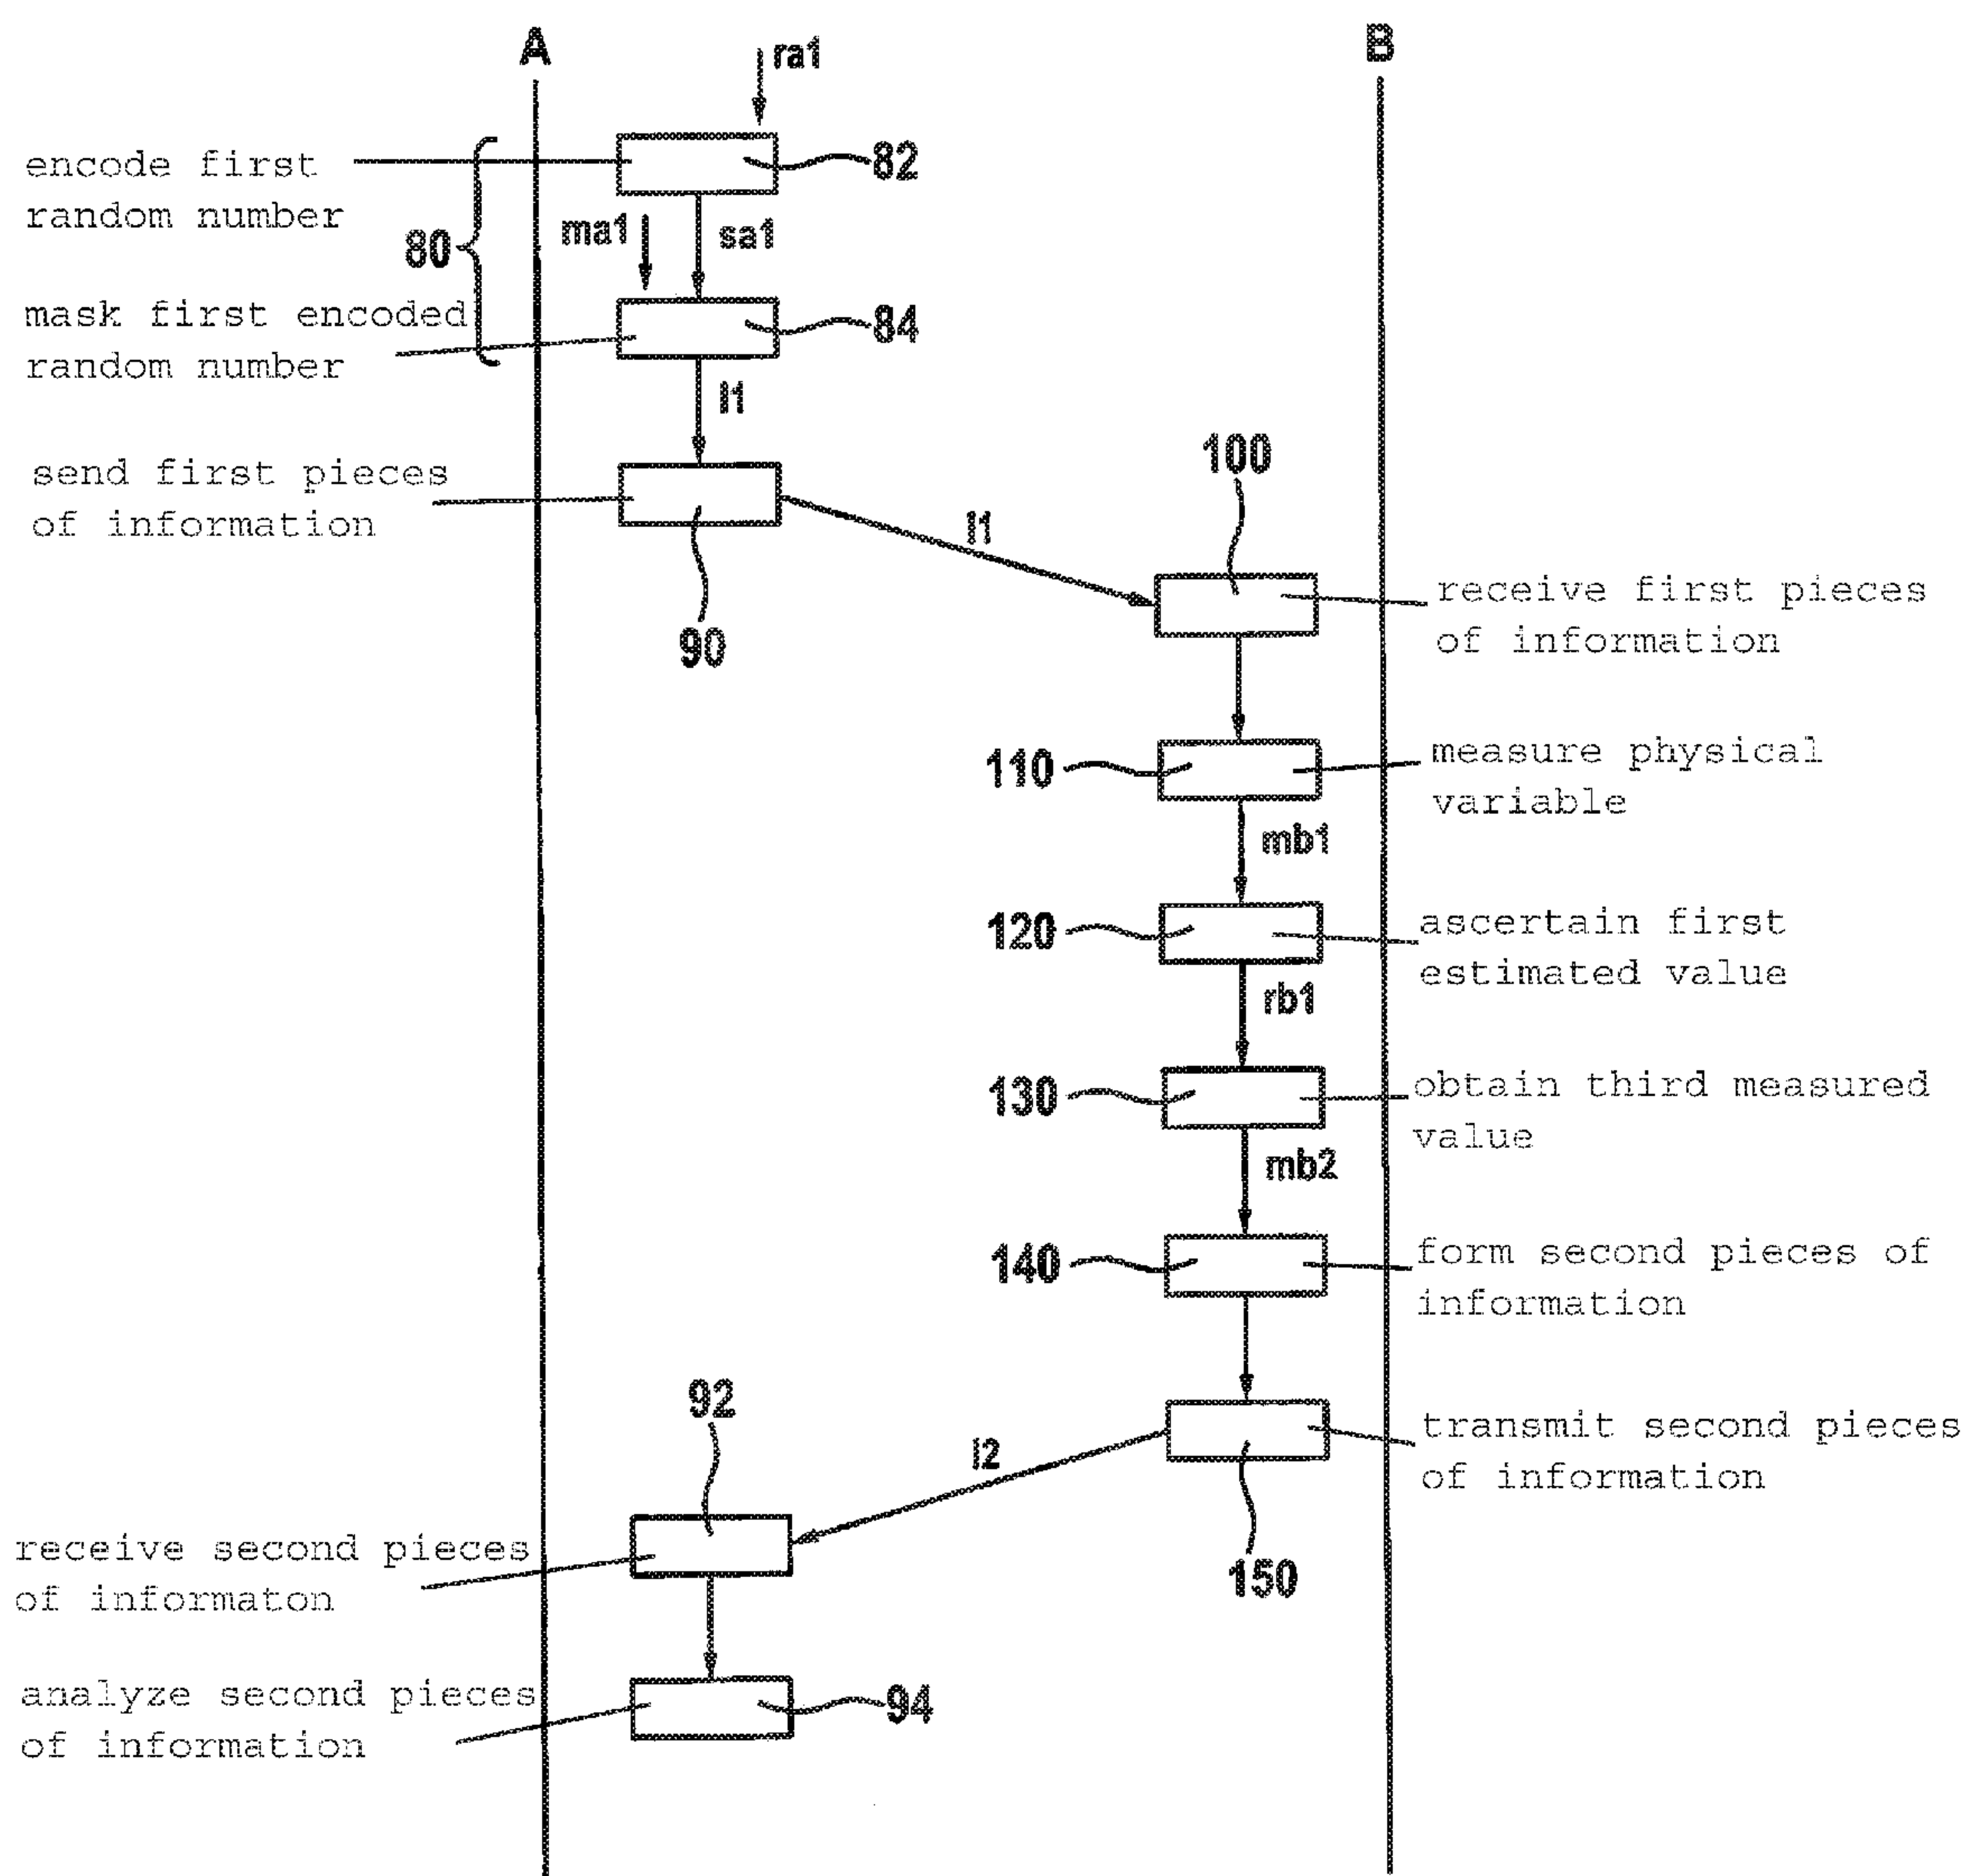 A
B
ra1
encode first
random number
82
80
ma1
sa1
mask first encoded
random number
84
I1
send first pieces
of information
90
I1
100
receive first pieces
of information
110
measure physical
variable
mb1
120
ascertain first
estimated value
rb1
130
obtain third measured
value
mb2
140
form second pieces of
information
92
I2
transmit second pieces
of information
150
receive second pieces
of informaton
analyze second pieces
of information
94